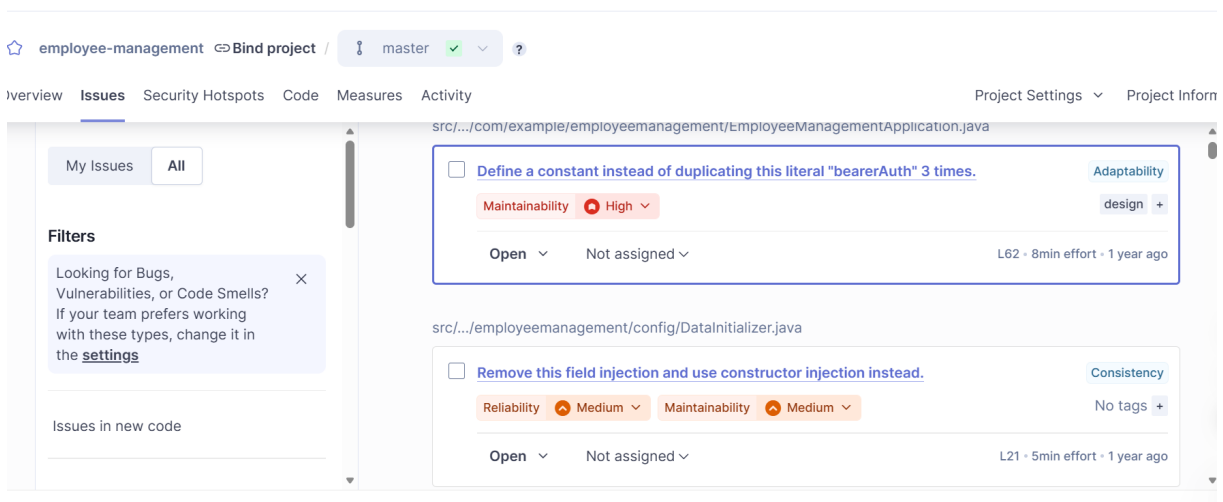 employee-management Bind project / master ?
Overview Issues Security Hotspots Code Measures Activity Project Settings Project Inform
src/.../com/example/employeemanagement/EmployeeManagementApplication.java
My Issues All
Define a constant instead of duplicating this literal "bearerAuth" 3 times.
Adaptability
Maintainability High
design +
Open Not assigned
L62 • 8min effort • 1 year ago
Filters
Looking for Bugs,
Vulnerabilities, or Code Smells?
If your team prefers working
with these types, change it in
the settings
Issues in new code
src/.../employeemanagement/config/DataInitializer.java
Remove this field injection and use constructor injection instead.
Consistency
Reliability Medium Maintainability Medium
No tags +
Open Not assigned
L21 • 5min effort • 1 year ago